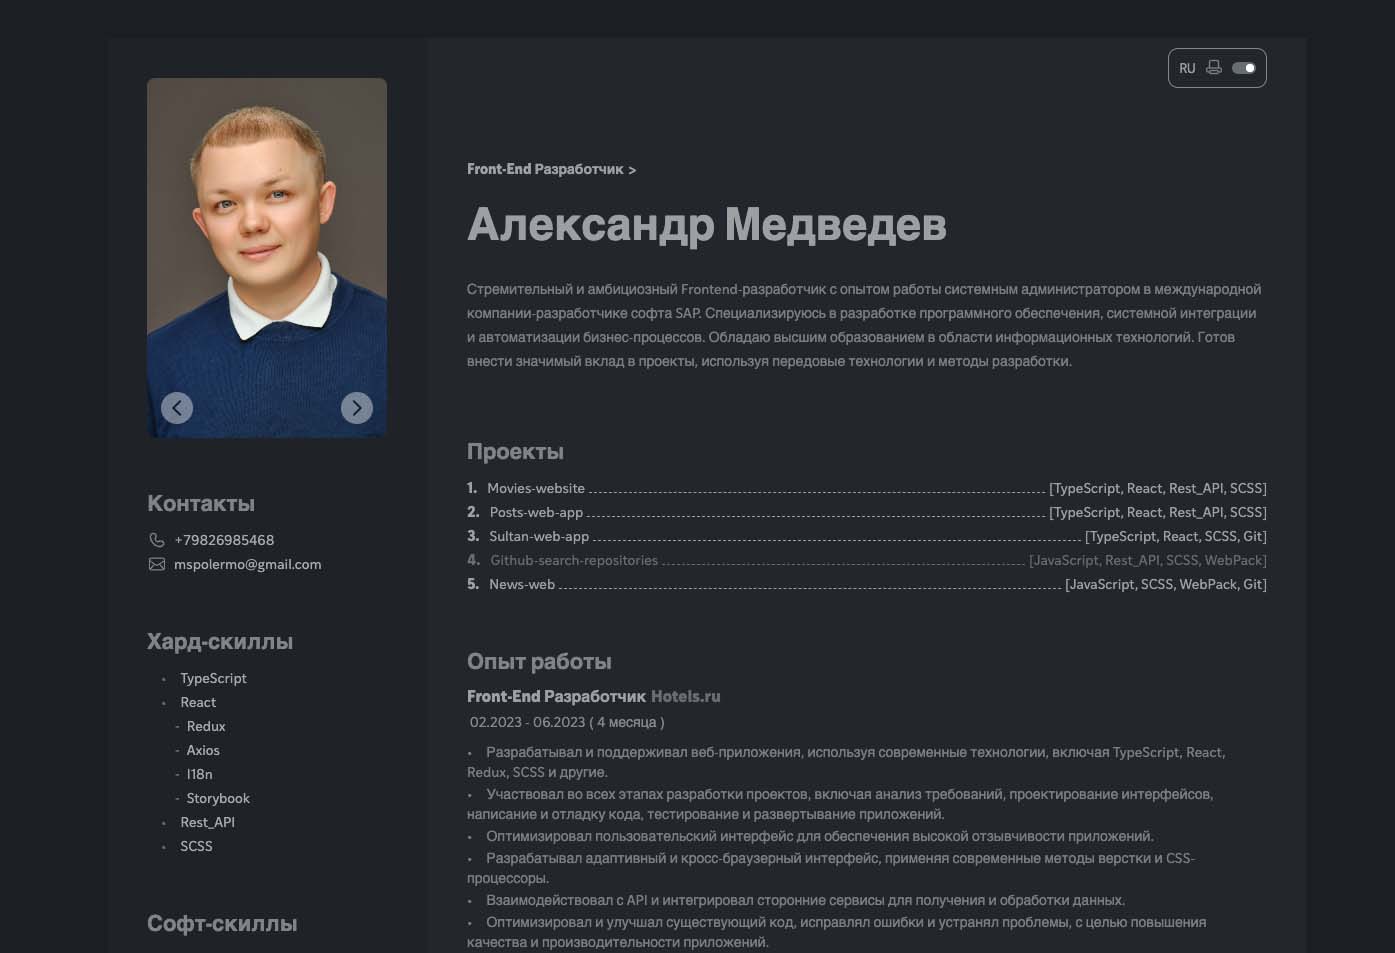 RU
Front-End Разработчик >
Александр Медведев
Стремительный и амбициозный Frontend-разработчик с опытом работы системным администратором в международной
компании-разработчике софта SAP. Специализируюсь в разработке программного обеспечения, системной интеграции
и автоматизации бизнес-процессов. Обладаю высшим образованием в области информационных технологий. Готов
внести значимый вклад в проекты, используя передовые технологии и методы разработки.
Контакты
+79826985468
mspolermo@gmail.com
Хард-скиллы
• TypeScript
• React
- Redux
- Axios
- I18n
- Storybook
• Rest_API
• SCSS
Софт-скиллы
Проекты
1. Movies-website [TypeScript, React, Rest_API, SCSS]
2. Posts-web-app [TypeScript, React, Rest_API, SCSS]
3. Sultan-web-app [TypeScript, React, SCSS, Git]
4. Github-search-repositories [JavaScript, Rest_API, SCSS, WebPack]
5. News-web [JavaScript, SCSS, WebPack, Git]
Опыт работы
Front-End Разработчик Hotels.ru
02.2023 - 06.2023 ( 4 месяца )
• Разрабатывал и поддерживал веб-приложения, используя современные технологии, включая TypeScript, React,
Redux, SCSS и другие.
• Участвовал во всех этапах разработки проектов, включая анализ требований, проектирование интерфейсов,
написание и отладку кода, тестирование и развертывание приложений.
• Оптимизировал пользовательский интерфейс для обеспечения высокой отзывчивости приложений.
• Разрабатывал адаптивный и кросс-браузерный интерфейс, применяя современные методы верстки и CSS-
процессоры.
• Взаимодействовал с API и интегрировал сторонние сервисы для получения и обработки данных.
• Оптимизировал и улучшал существующий код, исправлял ошибки и устранял проблемы, с целью повышения
качества и производительности приложений.